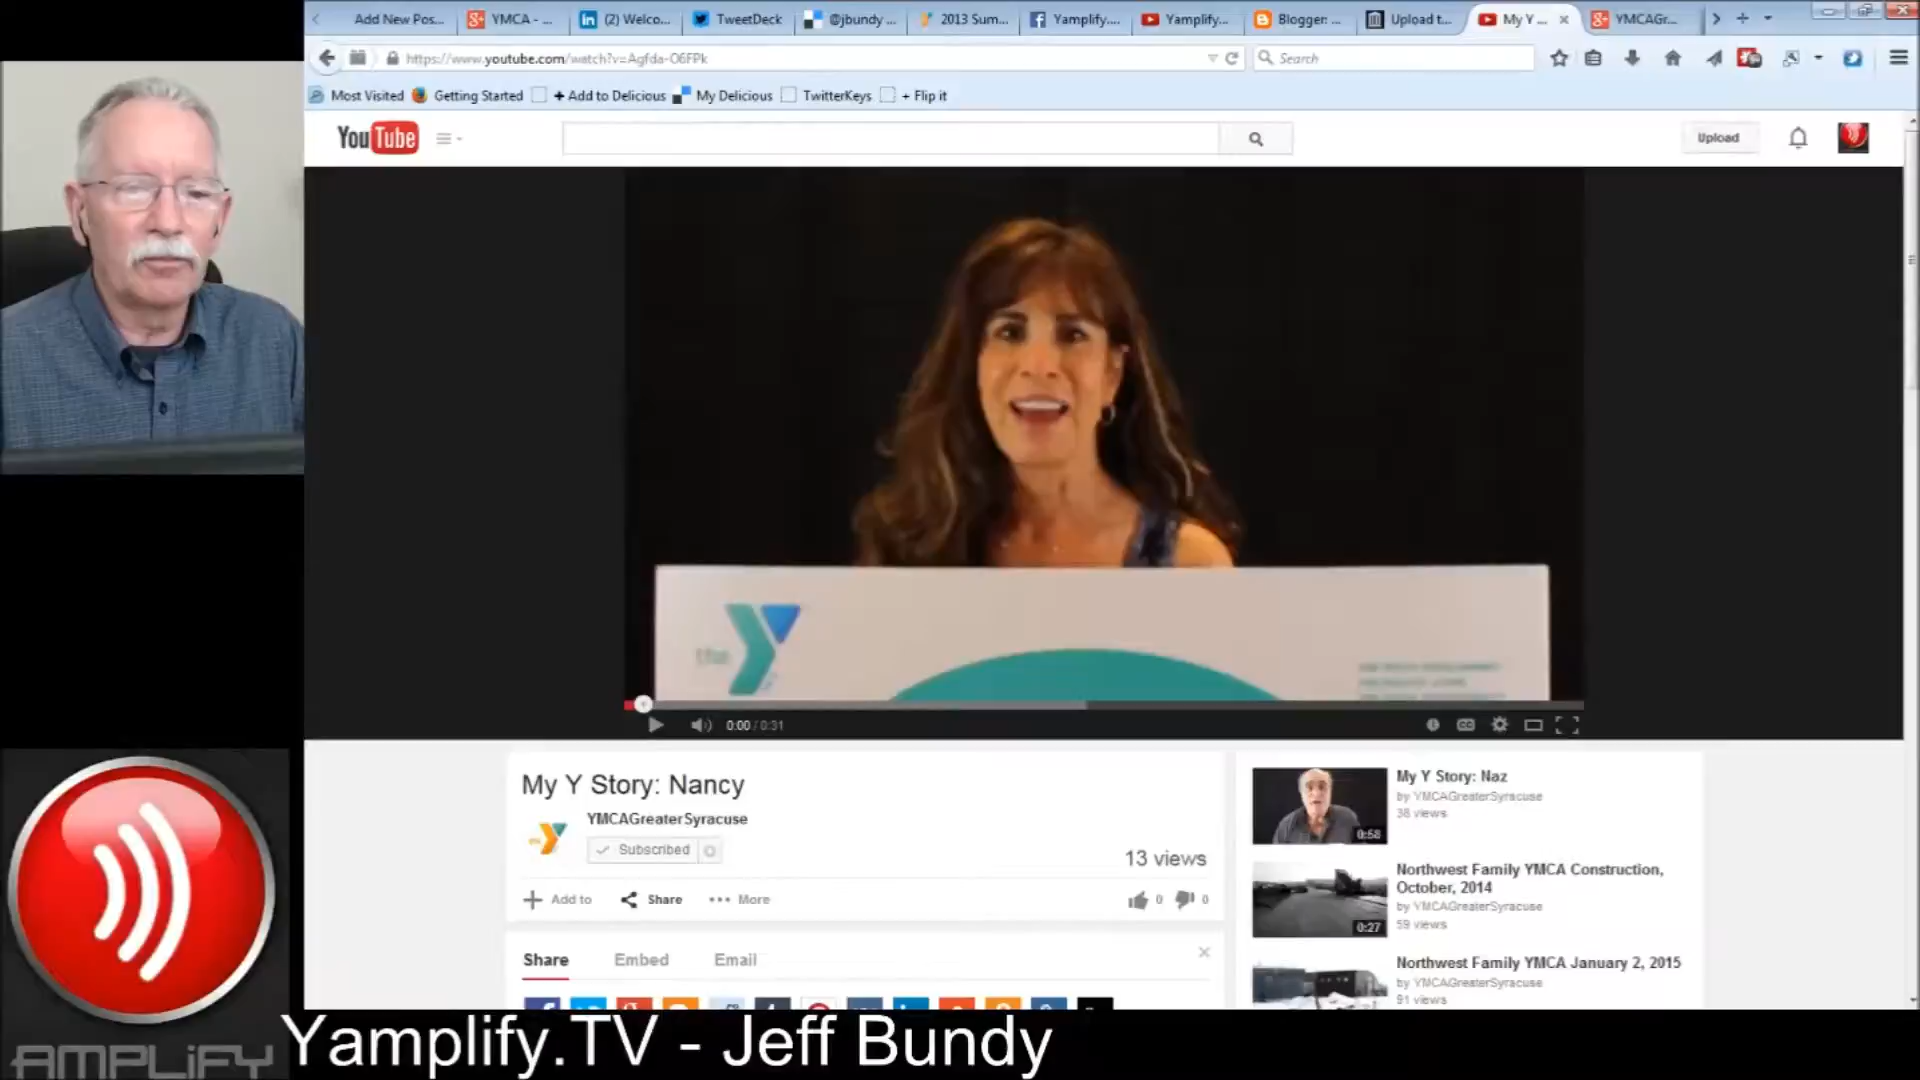 Add New Pos...
YMCA - ...
(2) Welco...
TweetDeck
@jbundy ...
2013 Sum...
Yamplify....
Yamplify...
Blogger: ...
Upload t...
My Y ...
YMCAGr...
https://www.youtube.com/watch?v=Agfda-O6FPk
Search
Most Visited
Getting Started
+ Add to Delicious
My Delicious
TwitterKeys
+ Flip it
YouTube
Upload
the Y
0:00 / 0:31
CC
My Y Story: Nancy
YMCAGreaterSyracuse
Subscribed
13 views
Add to
Share
More
0
0
Share
Embed
Email
0:58
My Y Story: Naz
by YMCAGreaterSyracuse
38 views
0:27
Northwest Family YMCA Construction,
October, 2014
by YMCAGreaterSyracuse
59 views
Northwest Family YMCA January 2, 2015
by YMCAGreaterSyracuse
91 views
AMPLiFY
Yamplify.TV - Jeff Bundy